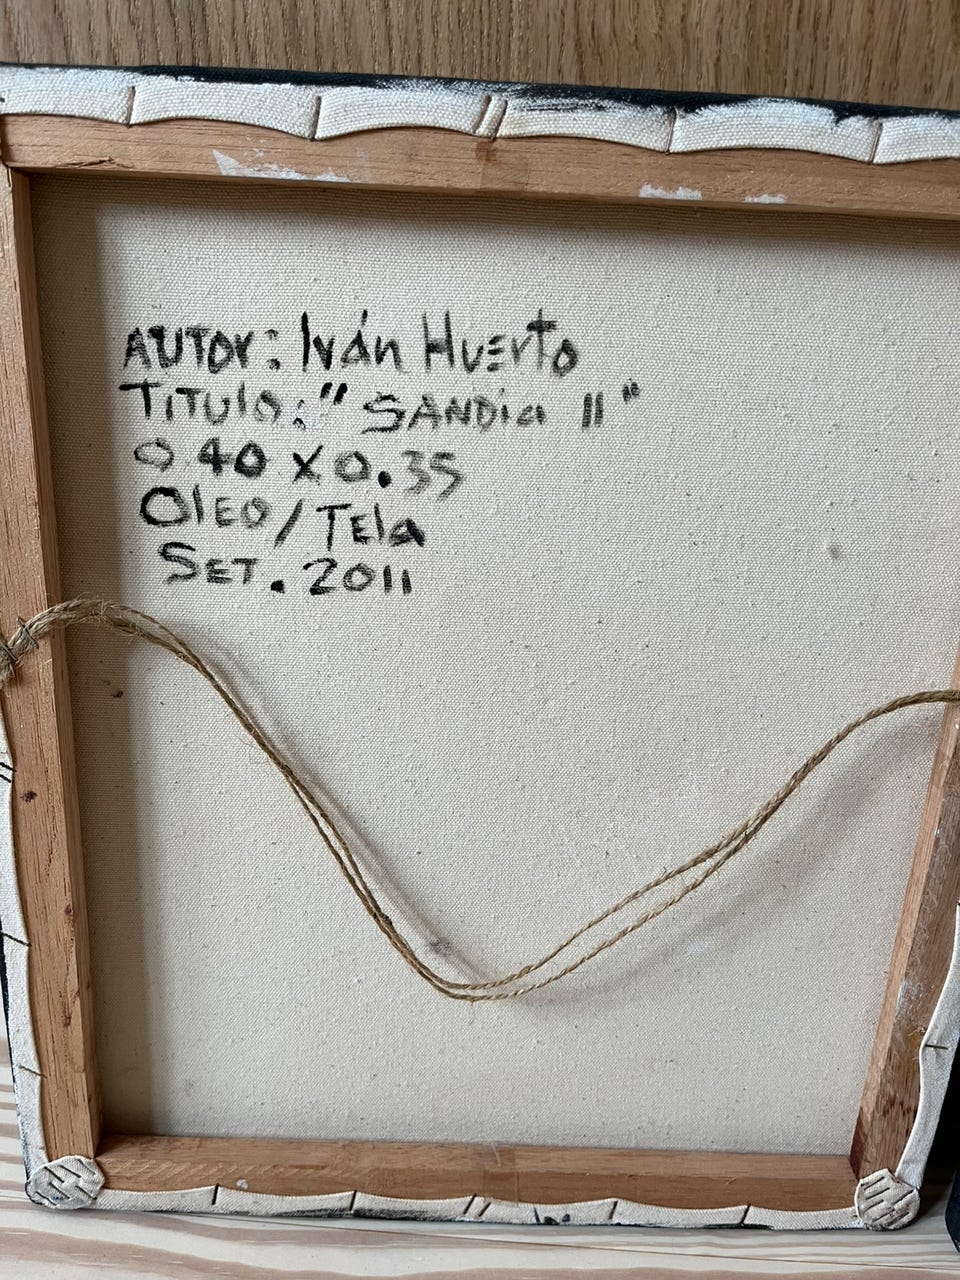 AUTOR: Iván Huerto
TITULO: "SANDia II"
0.40 X 0.35
OLEO/TELA
SET. 2011